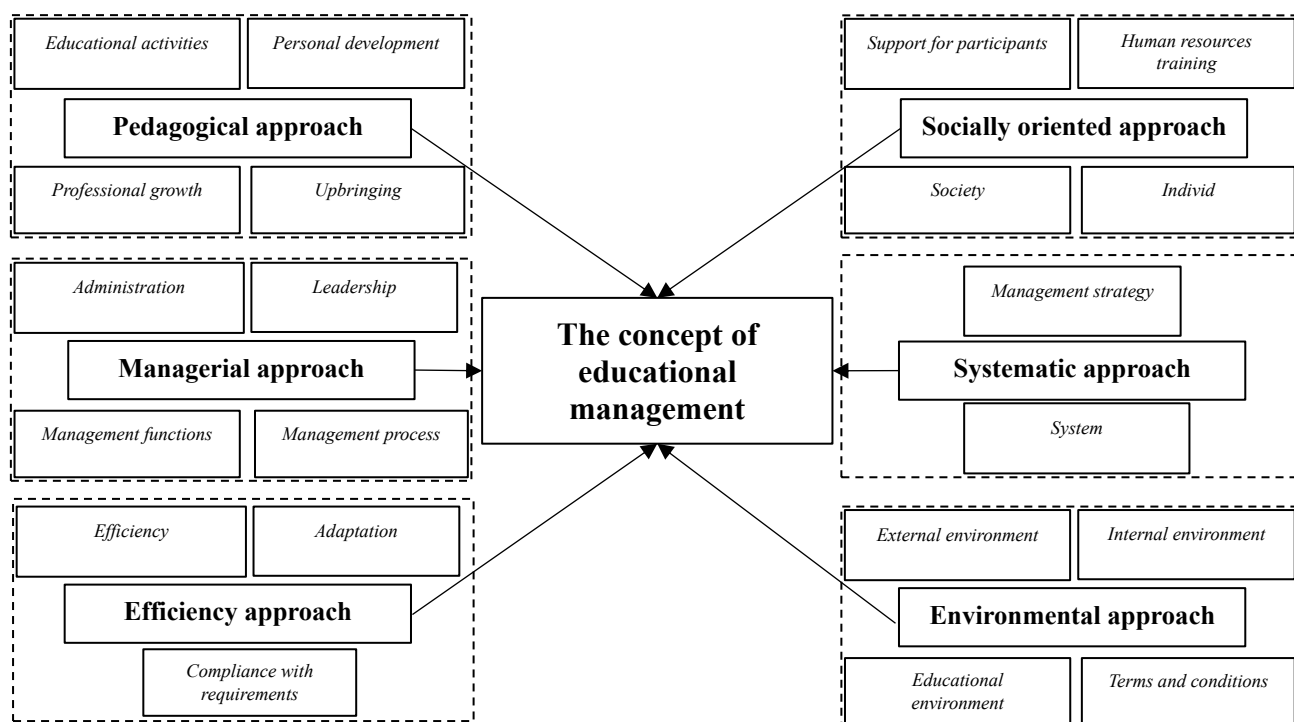 Educational activities
Personal development
Pedagogical approach
Professional growth
Upbringing
Support for participants
Human resources
training
Socially oriented approach
Society
Individ
Administration
Leadership
Managerial approach
Management functions
Management process
The concept of
educational
management
Management strategy
Systematic approach
System
Efficiency
Adaptation
Efficiency approach
Compliance with
requirements
External environment
Internal environment
Environmental approach
Educational
environment
Terms and conditions